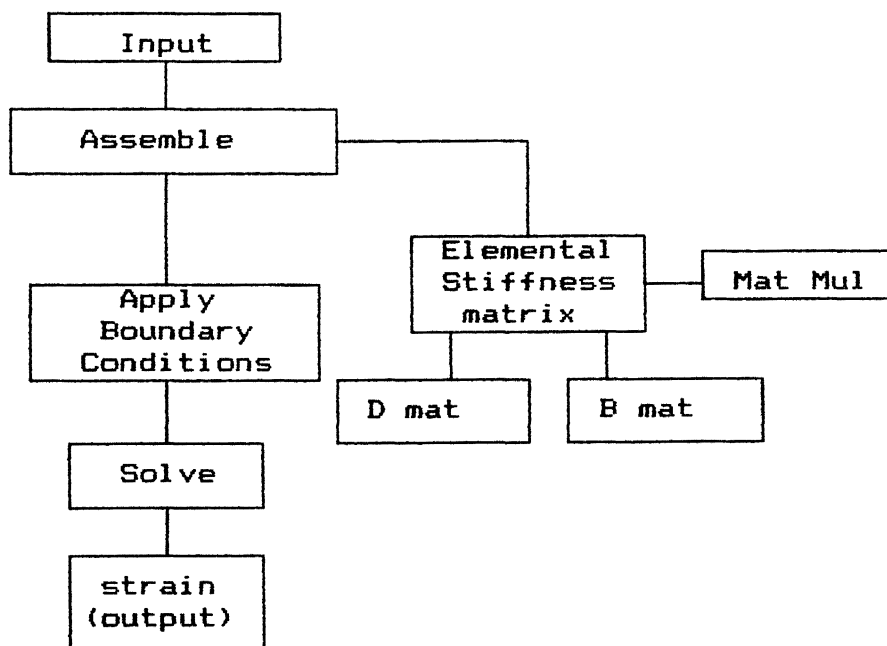 Input
Assemble
Elemental
Stiffness
matrix
Mat Mul
Apply
Boundary
Conditions
D mat
B mat
Solve
strain
(output)